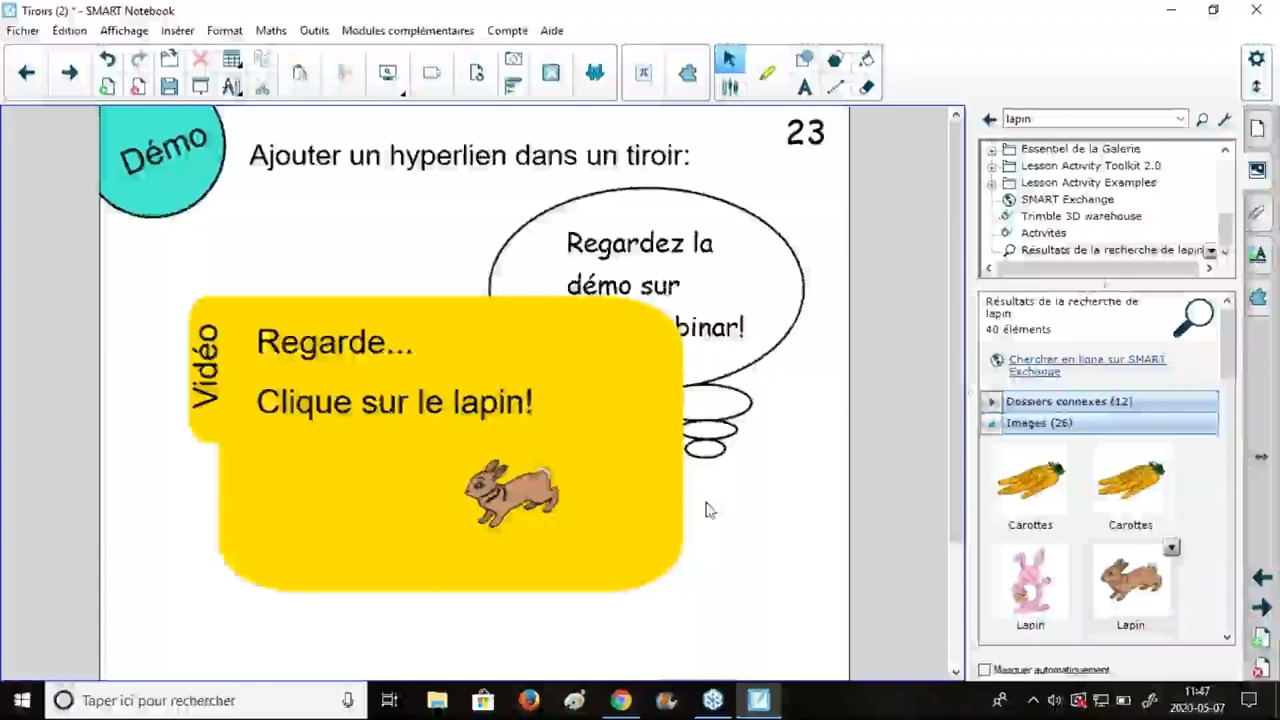 Tiroirs (2) * - SMART Notebook
Fichier Édition Affichage Insérer Format Maths Outils Modules complémentaires Compte Aide
Démo
Ajouter un hyperlien dans un tiroir:
23
Regardez la
démo sur
binar!
Vidéo
Regarde...
Clique sur le lapin!
lapin
Essentiel de la Galerie
Lesson Activity Toolkit 2.0
Lesson Activity Examples
SMART Exchange
Trimble 3D warehouse
Activités
Résultats de la recherche de lapin
Résultats de la recherche de
lapin
40 éléments
Chercher en ligne sur SMART
Exchange
Dossiers connexes (12)
Images (26)
Carottes Carottes
Lapin Lapin
Masquer automatiquement
Taper ici pour rechercher
11:47
2020-05-07